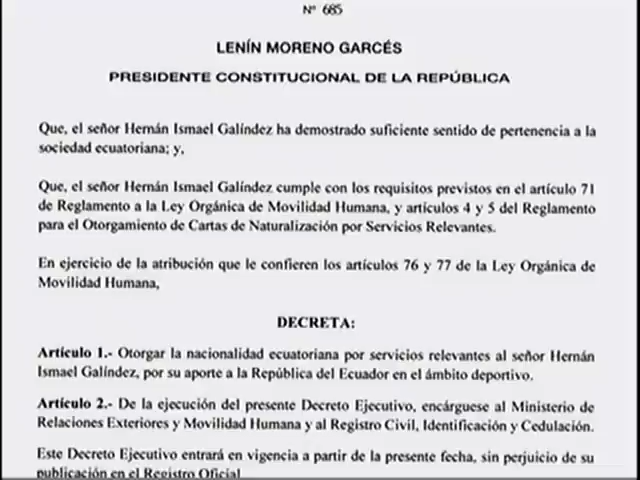 Nº 685
LENÍN MORENO GARCÉS
PRESIDENTE CONSTITUCIONAL DE LA REPÚBLICA
Que, el señor Hernán Ismael Galíndez ha demostrado suficiente sentido de pertenencia a la
sociedad ecuatoriana; y,
Que, el señor Hernán Ismael Galíndez cumple con los requisitos previstos en el artículo 71
de Reglamento a la Ley Orgánica de Movilidad Humana, y artículos 4 y 5 del Reglamento
para el Otorgamiento de Cartas de Naturalización por Servicios Relevantes.
En ejercicio de la atribución que le confieren los artículos 76 y 77 de la Ley Orgánica de
Movilidad Humana,
DECRETA:
Artículo 1.- Otorgar la nacionalidad ecuatoriana por servicios relevantes al señor Hernán
Ismael Galíndez, por su aporte a la República del Ecuador en el ámbito deportivo.
Artículo 2.- De la ejecución del presente Decreto Ejecutivo, encárguese al Ministerio de
Relaciones Exteriores y Movilidad Humana y al Registro Civil, Identificación y Cedulación.
Este Decreto Ejecutivo entrará en vigencia a partir de la presente fecha, sin perjuicio de su
publicación en el Registro Oficial.